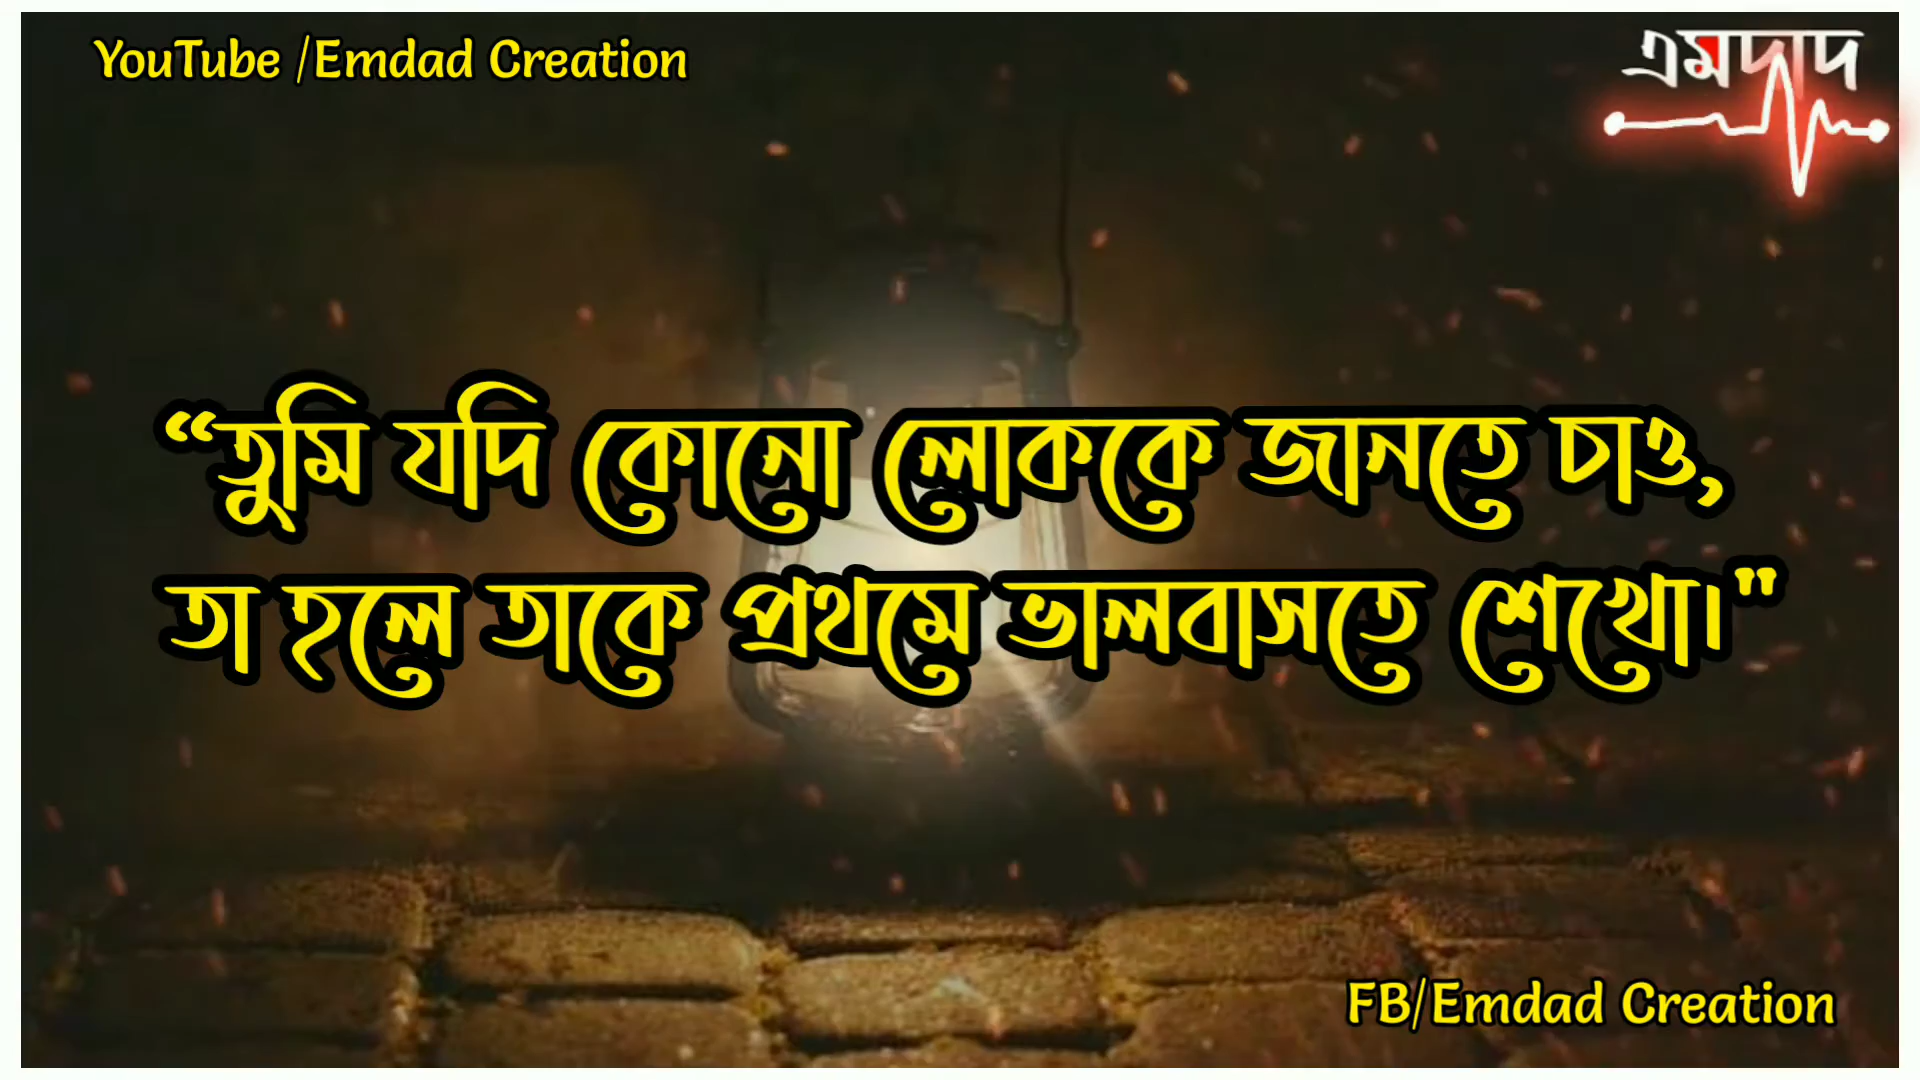 YouTube /Emdad Creation
এমদাদ
“তুমি যদি কোনো লোককে জানতে চাও,
তা হলে তাকে প্রথমে ভালবাসতে শেখো।"
FB/Emdad Creation